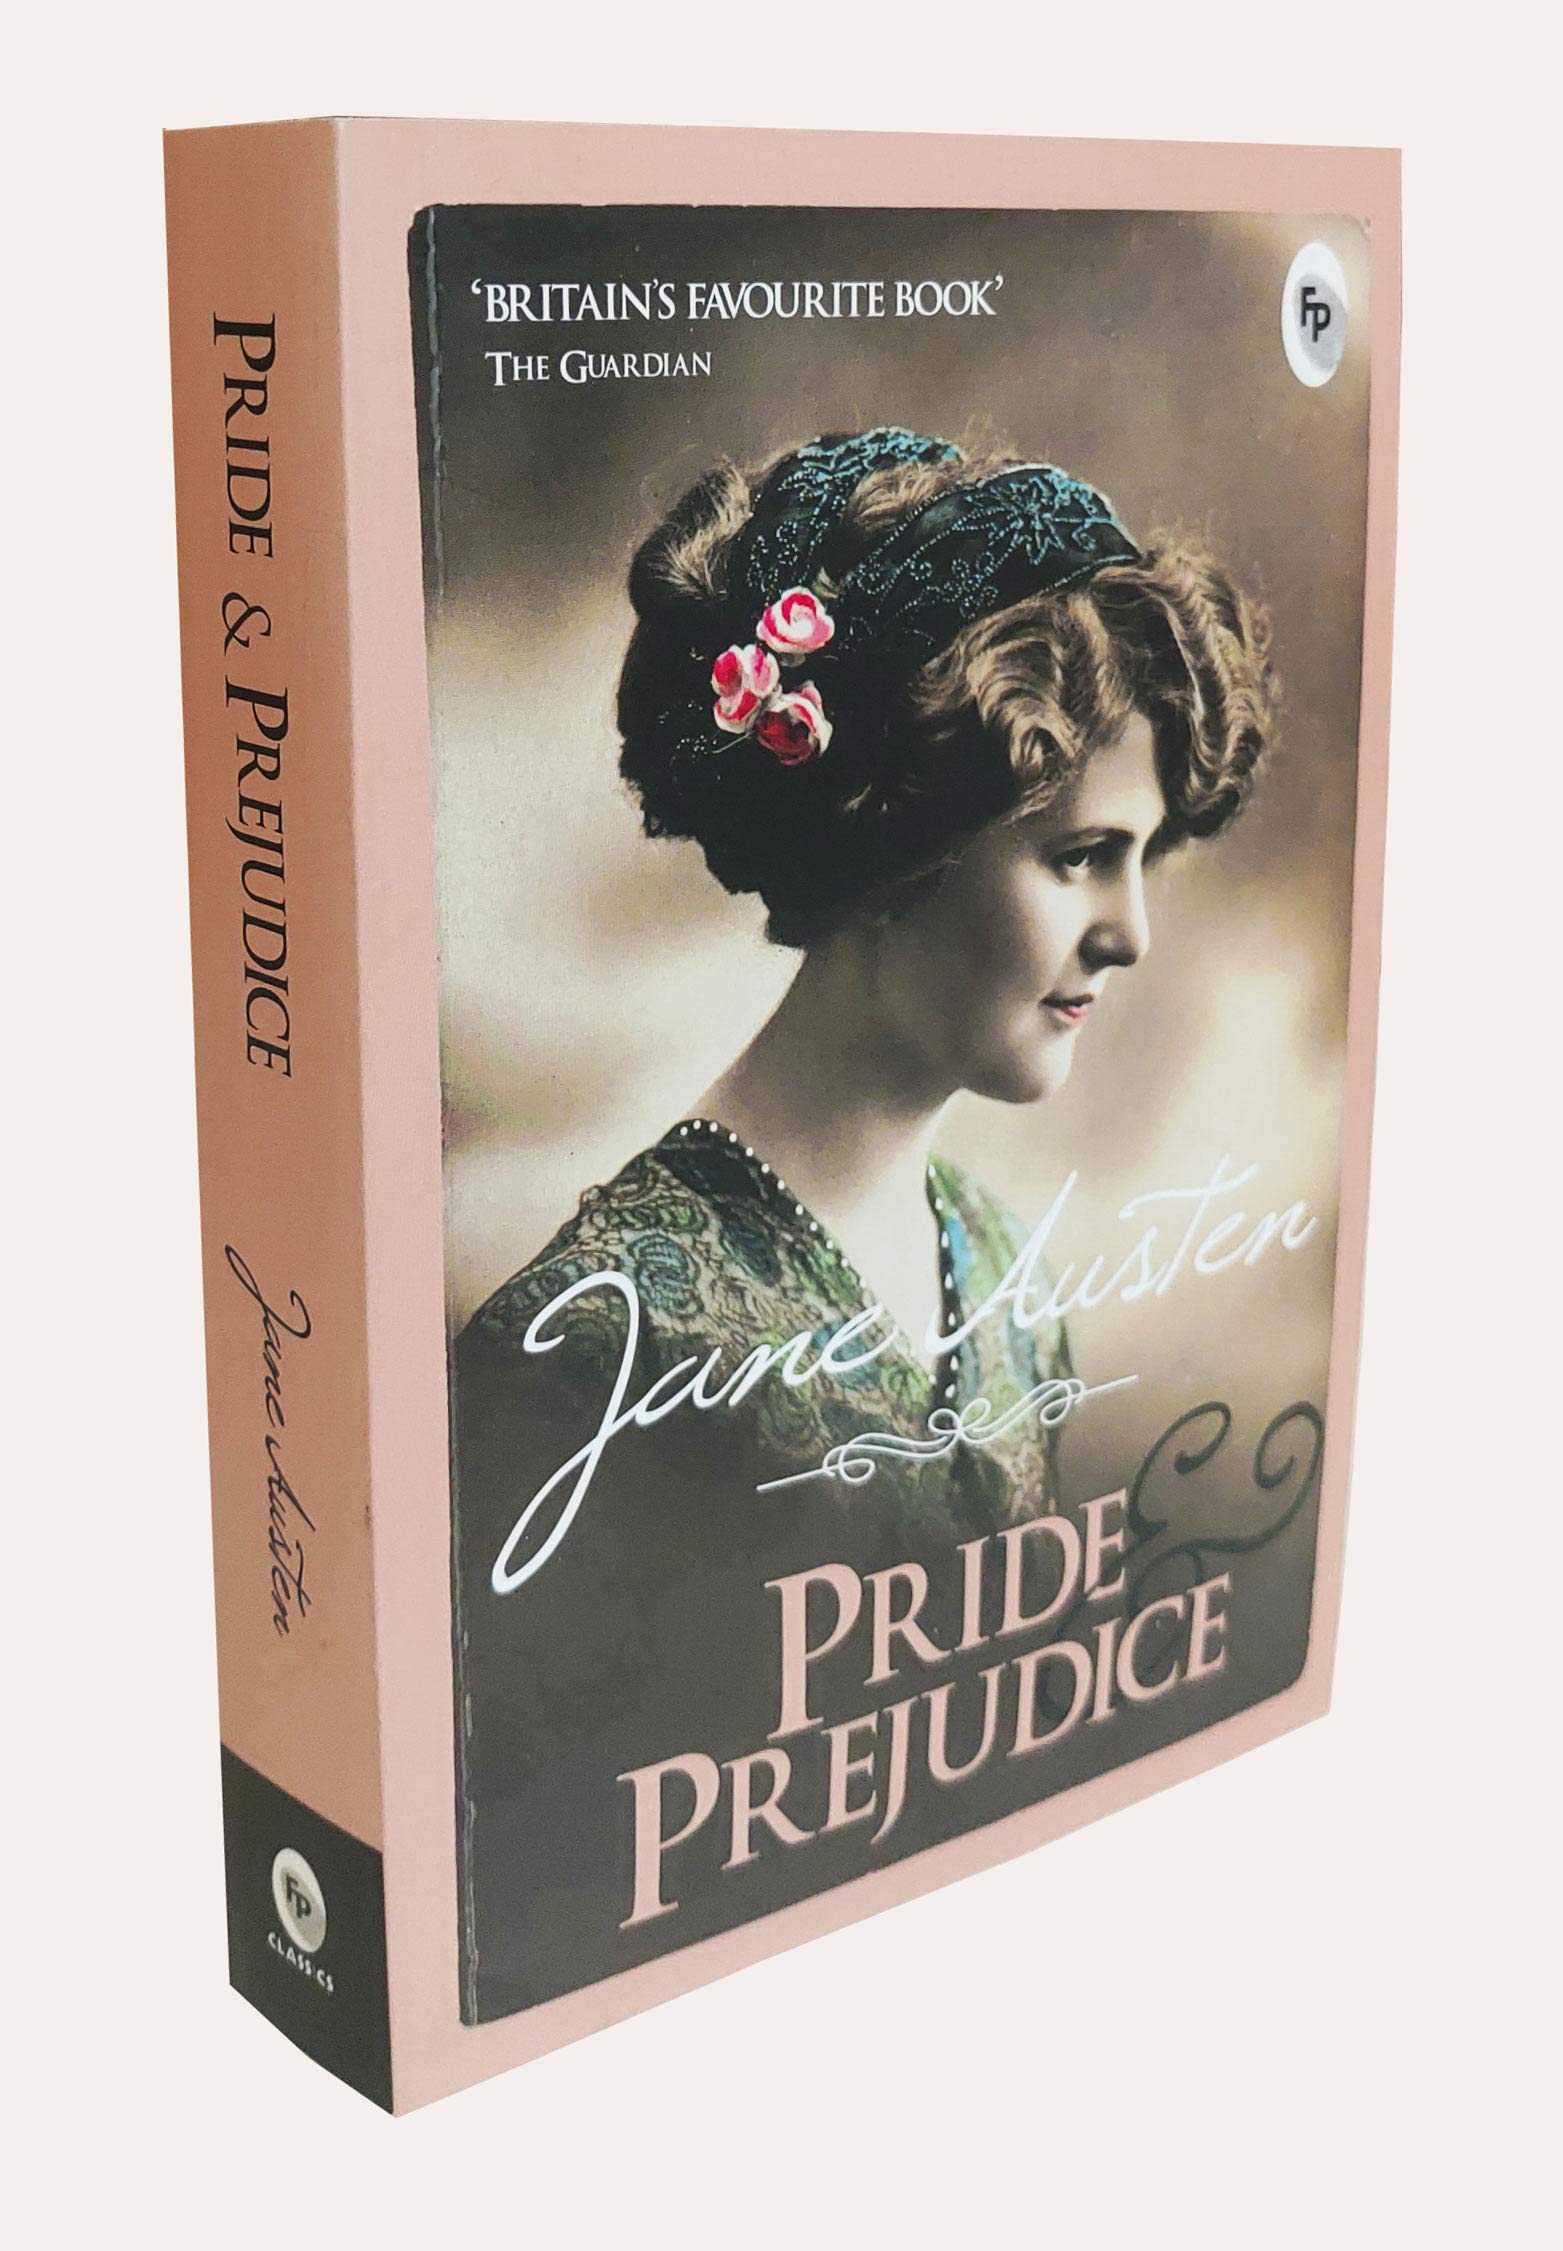 PRIDE & PREJUDICE
Jane Austen
FP
CLASSICS
‘BRITAIN’S FAVOURITE BOOK’
THE GUARDIAN
FP
Jane Austen
PRIDE &
PREJUDICE